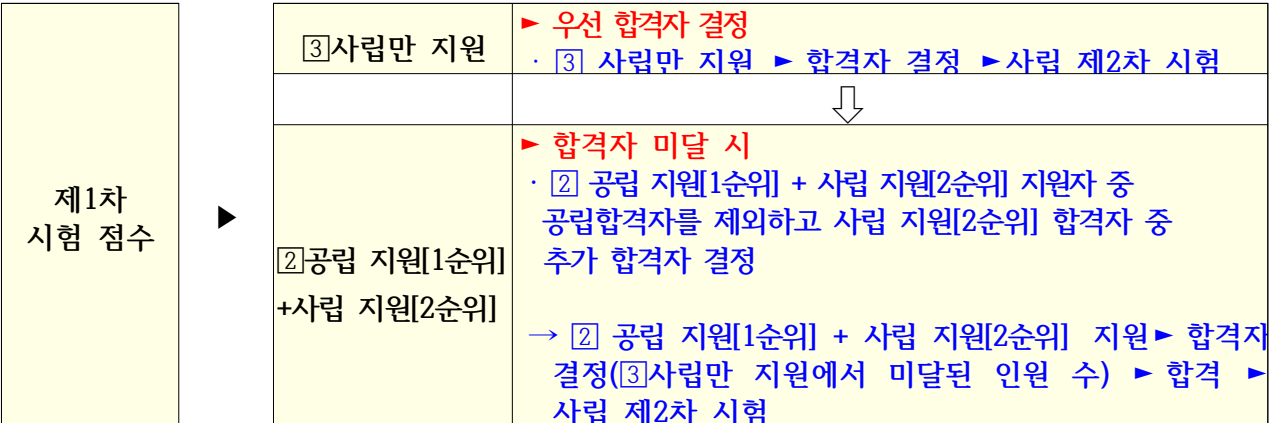 제1차
시험 점수
▶
③사립만 지원
► 우선 합격자 결정
· ③ 사립만 지원 ► 합격자 결정 ►사립 제2차 시험
⇩
②공립 지원[1순위]
+사립 지원[2순위]
► 합격자 미달 시
· ② 공립 지원[1순위] + 사립 지원[2순위] 지원자 중
공립합격자를 제외하고 사립 지원[2순위] 합격자 중
추가 합격자 결정
→ ② 공립 지원[1순위] + 사립 지원[2순위] 지원► 합격자
결정(③사립만 지원에서 미달된 인원 수) ► 합격 ►
사립 제2차 시험